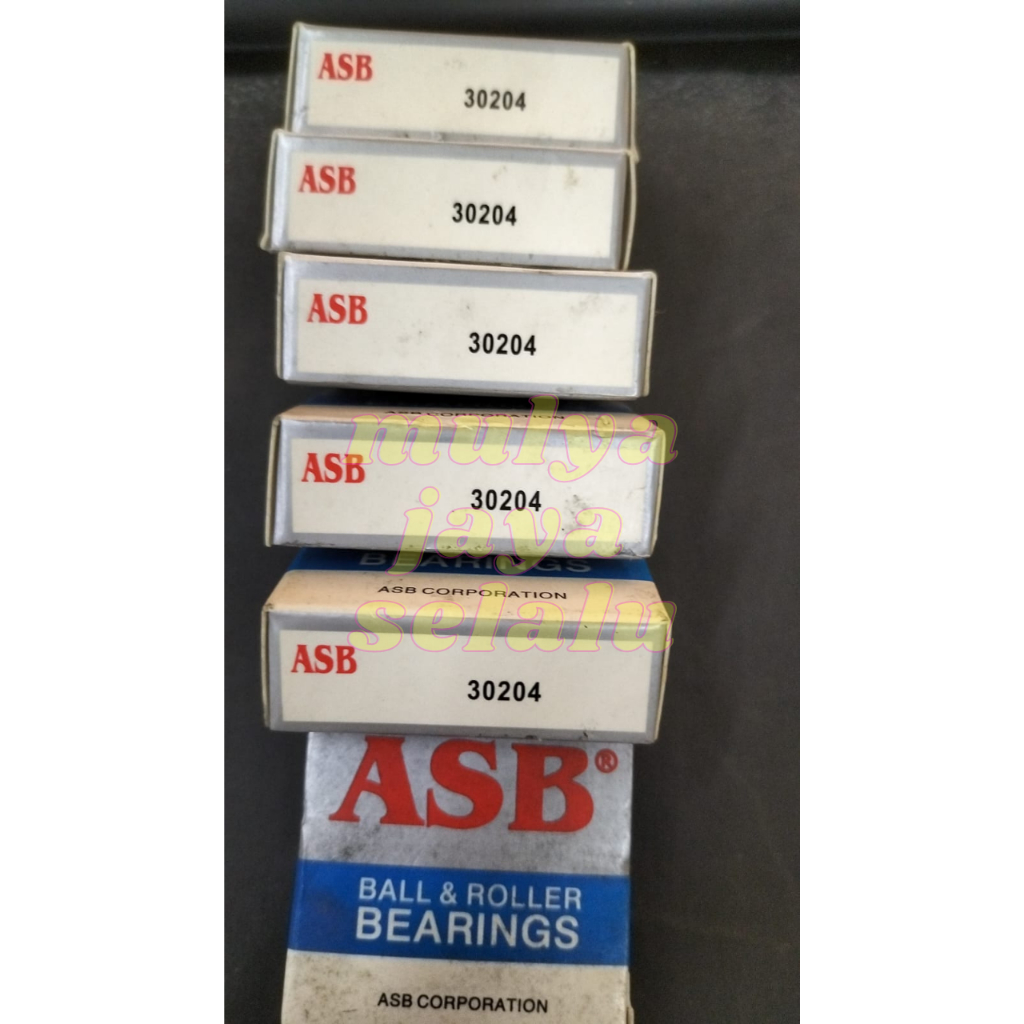 ASB
30204
ASB
30204
ASB
30204
ASB CORPORATION
ASB
30204
BEARINGS
ASB CORPORATION
ASB
30204
ASB®
BALL & ROLLER
BEARINGS
ASB CORPORATION
mulya
jaya
selalu